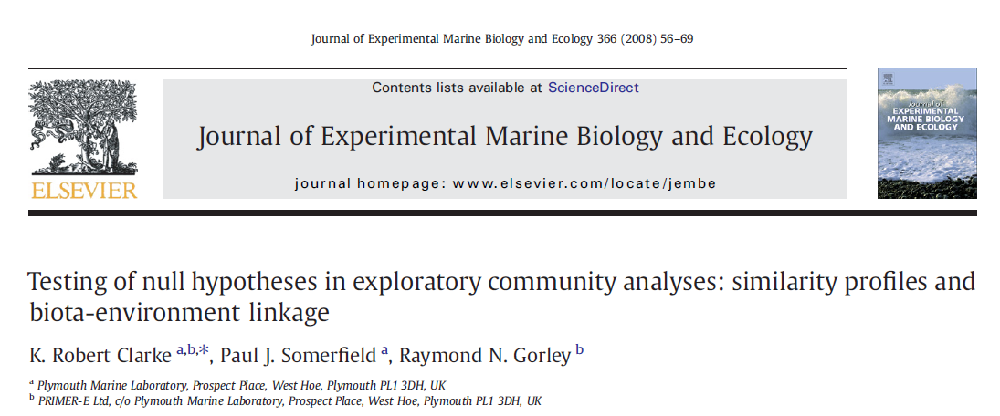 Journal of Experimental Marine Biology and Ecology 366 (2008) 56–69
Contents lists available at ScienceDirect
Journal of Experimental Marine Biology and Ecology
journal homepage: www.elsevier.com/locate/jembe
ELSEVIER
Journal of
EXPERIMENTAL
MARINE BIOLOGY
AND ECOLOGY
Testing of null hypotheses in exploratory community analyses: similarity profiles and
biota-environment linkage
K. Robert Clarke a,b,*, Paul J. Somerfield a, Raymond N. Gorley b
a Plymouth Marine Laboratory, Prospect Place, West Hoe, Plymouth PL1 3DH, UK
b PRIMER-E Ltd, c/o Plymouth Marine Laboratory, Prospect Place, West Hoe, Plymouth PL1 3DH, UK